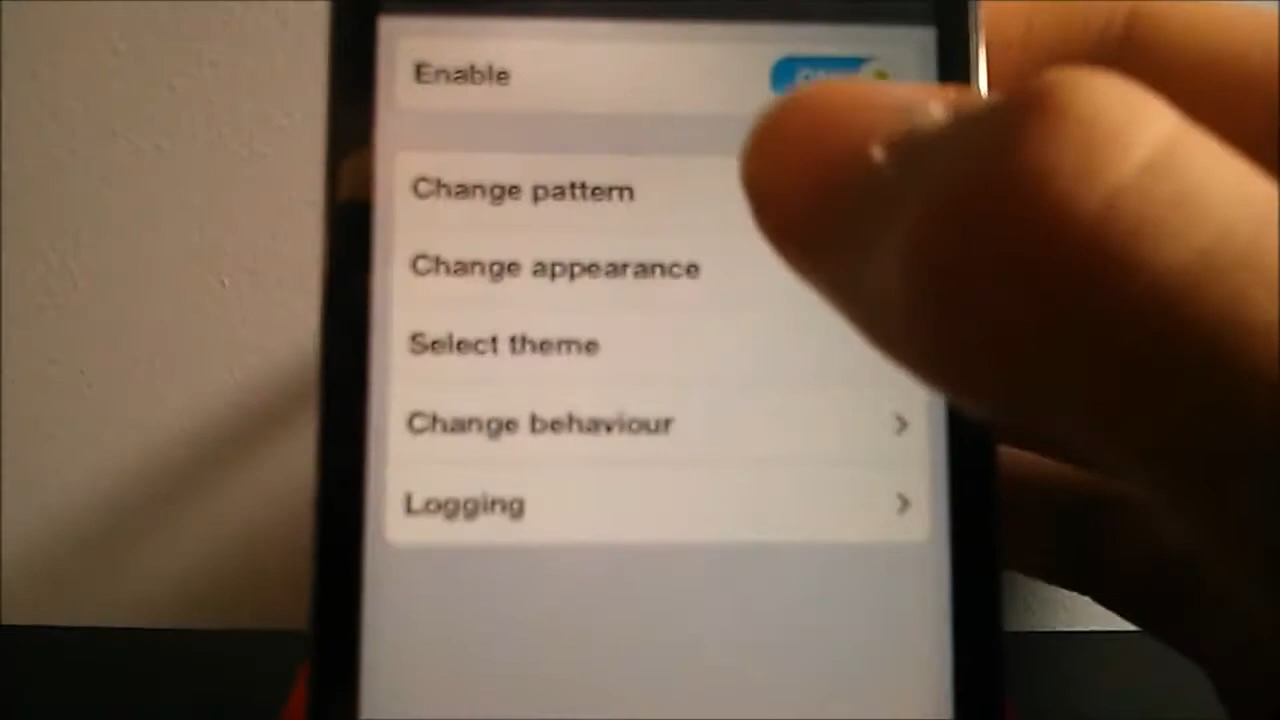 Enable
Change pattern
Change appearance
Select theme
Change behaviour
Logging